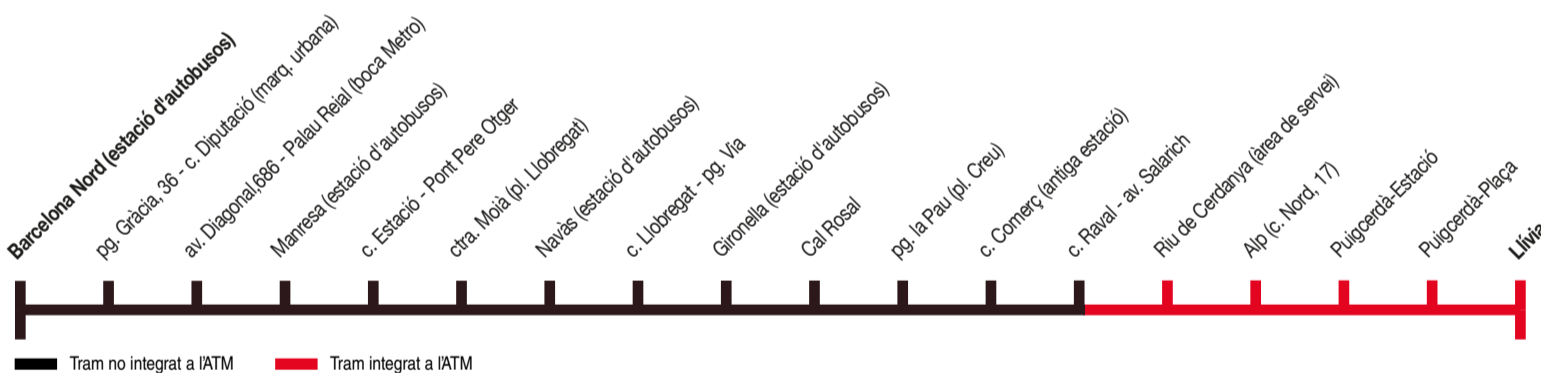 Barcelona Nord (estació d'autobusos)
pg. Gràcia, 36 - c. Diputació (marq. urbana)
av. Diagonal,686 - Palau Reial (boca Metro)
Manresa (estació d'autobusos)
c. Estació - Pont Pere Otger
ctra. Moià (pl. Llobregat)
Navàs (estació d'autobusos)
c. Llobregat - pg. Via
Gironella (estació d'autobusos)
Cal Rosal
pg. la Pau (pl. Creu)
c. Comerç (antiga estació)
c. Raval - av. Salarich
Riu de Cerdanya (àrea de servei)
Alp (c. Nord, 17)
Puigcerdà-Estació
Puigcerdà-Plaça
Llívia
Tram no integrat a l'ATM
Tram integrat a l'ATM